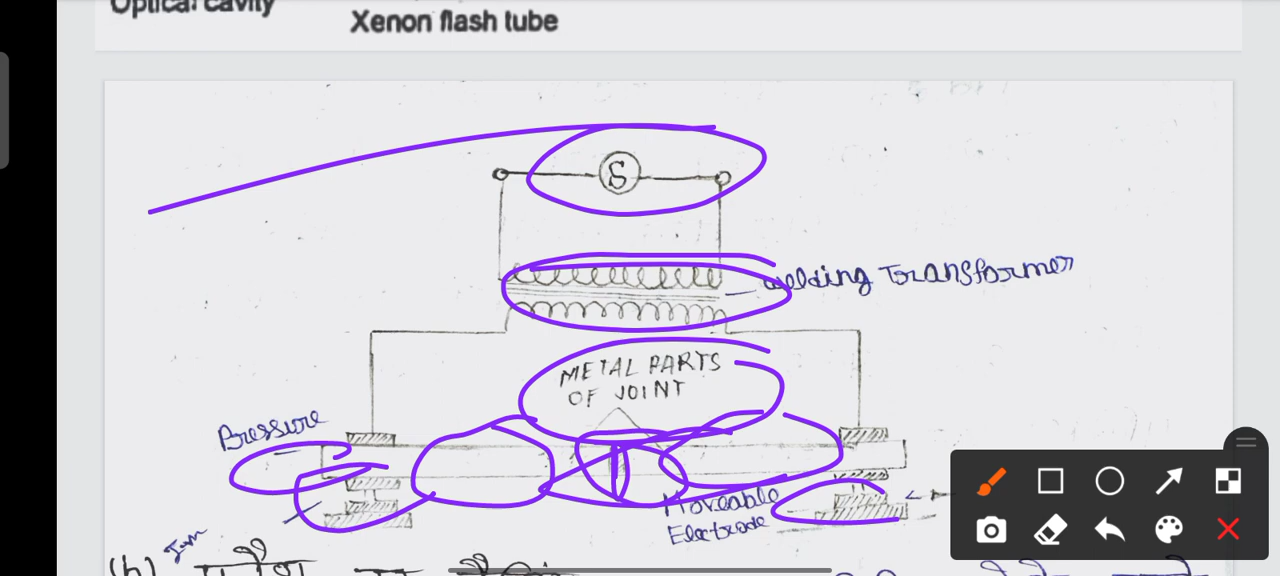 Optical cavity
Xenon flash tube
S
Welding Transformer
METAL PARTS
OF JOINT
Pressure
Moveable
Electrode
(b)